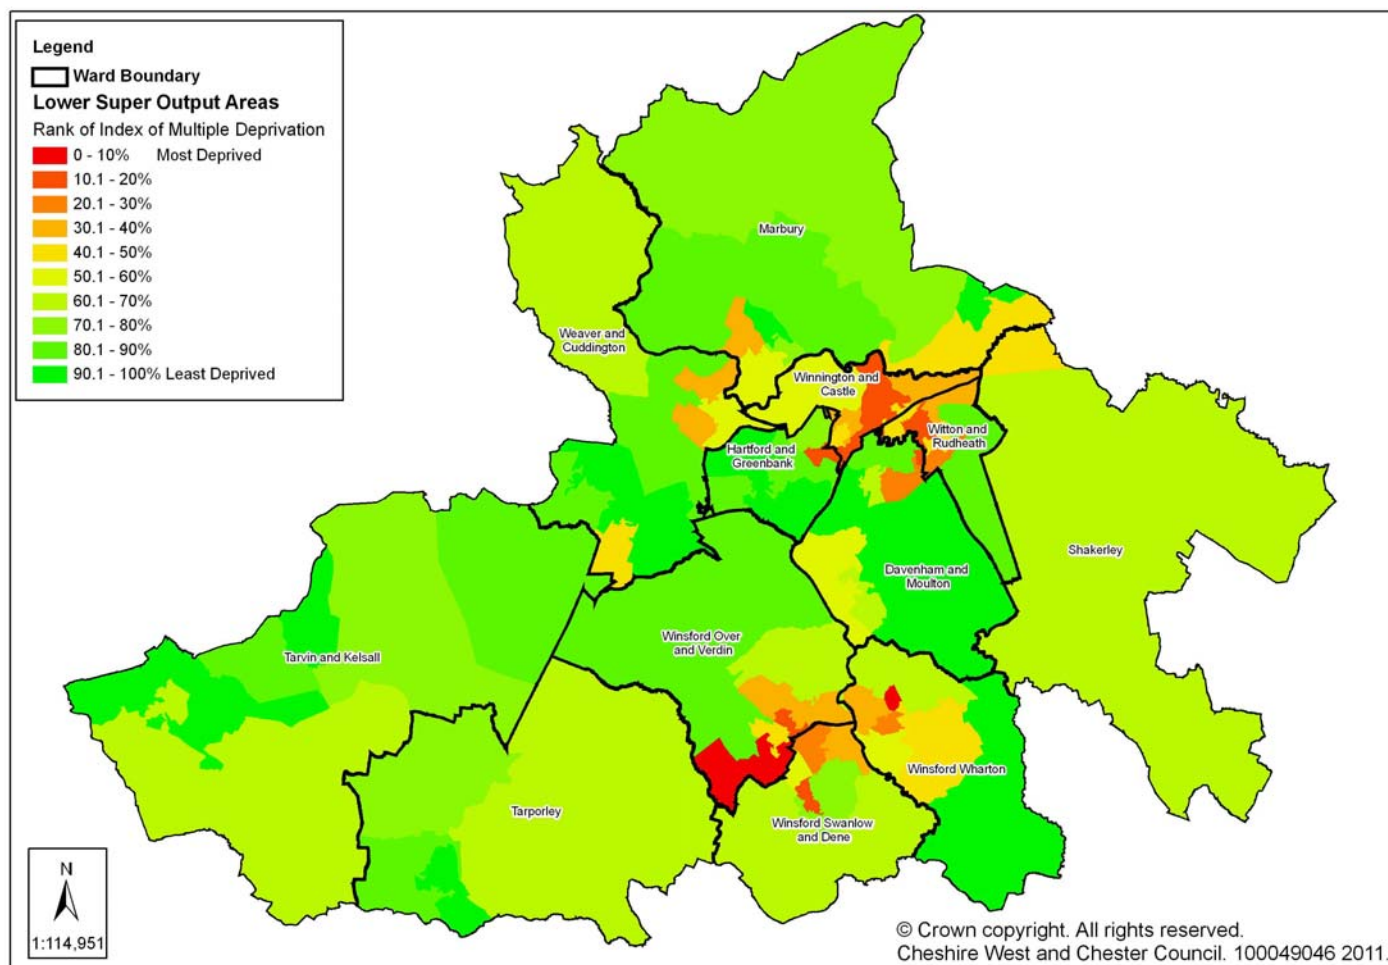 Legend
Ward Boundary
Lower Super Output Areas
Rank of Index of Multiple Deprivation
0 - 10% Most Deprived
10.1 - 20%
20.1 - 30%
30.1 - 40%
40.1 - 50%
50.1 - 60%
60.1 - 70%
70.1 - 80%
80.1 - 90%
90.1 - 100% Least Deprived
Marbury
Weaver and
Cuddington
Winnington and
Castle
Witton and
Rudheath
Hartford and
Greenbank
Shakerley
Davenham and
Moulton
Winsford Over
and Verdin
Tarvin and Kelsall
Winsford Wharton
Tarporley
Winsford Swanlow
and Dene
N
1:114,951
© Crown copyright. All rights reserved.
Cheshire West and Chester Council. 100049046 2011.